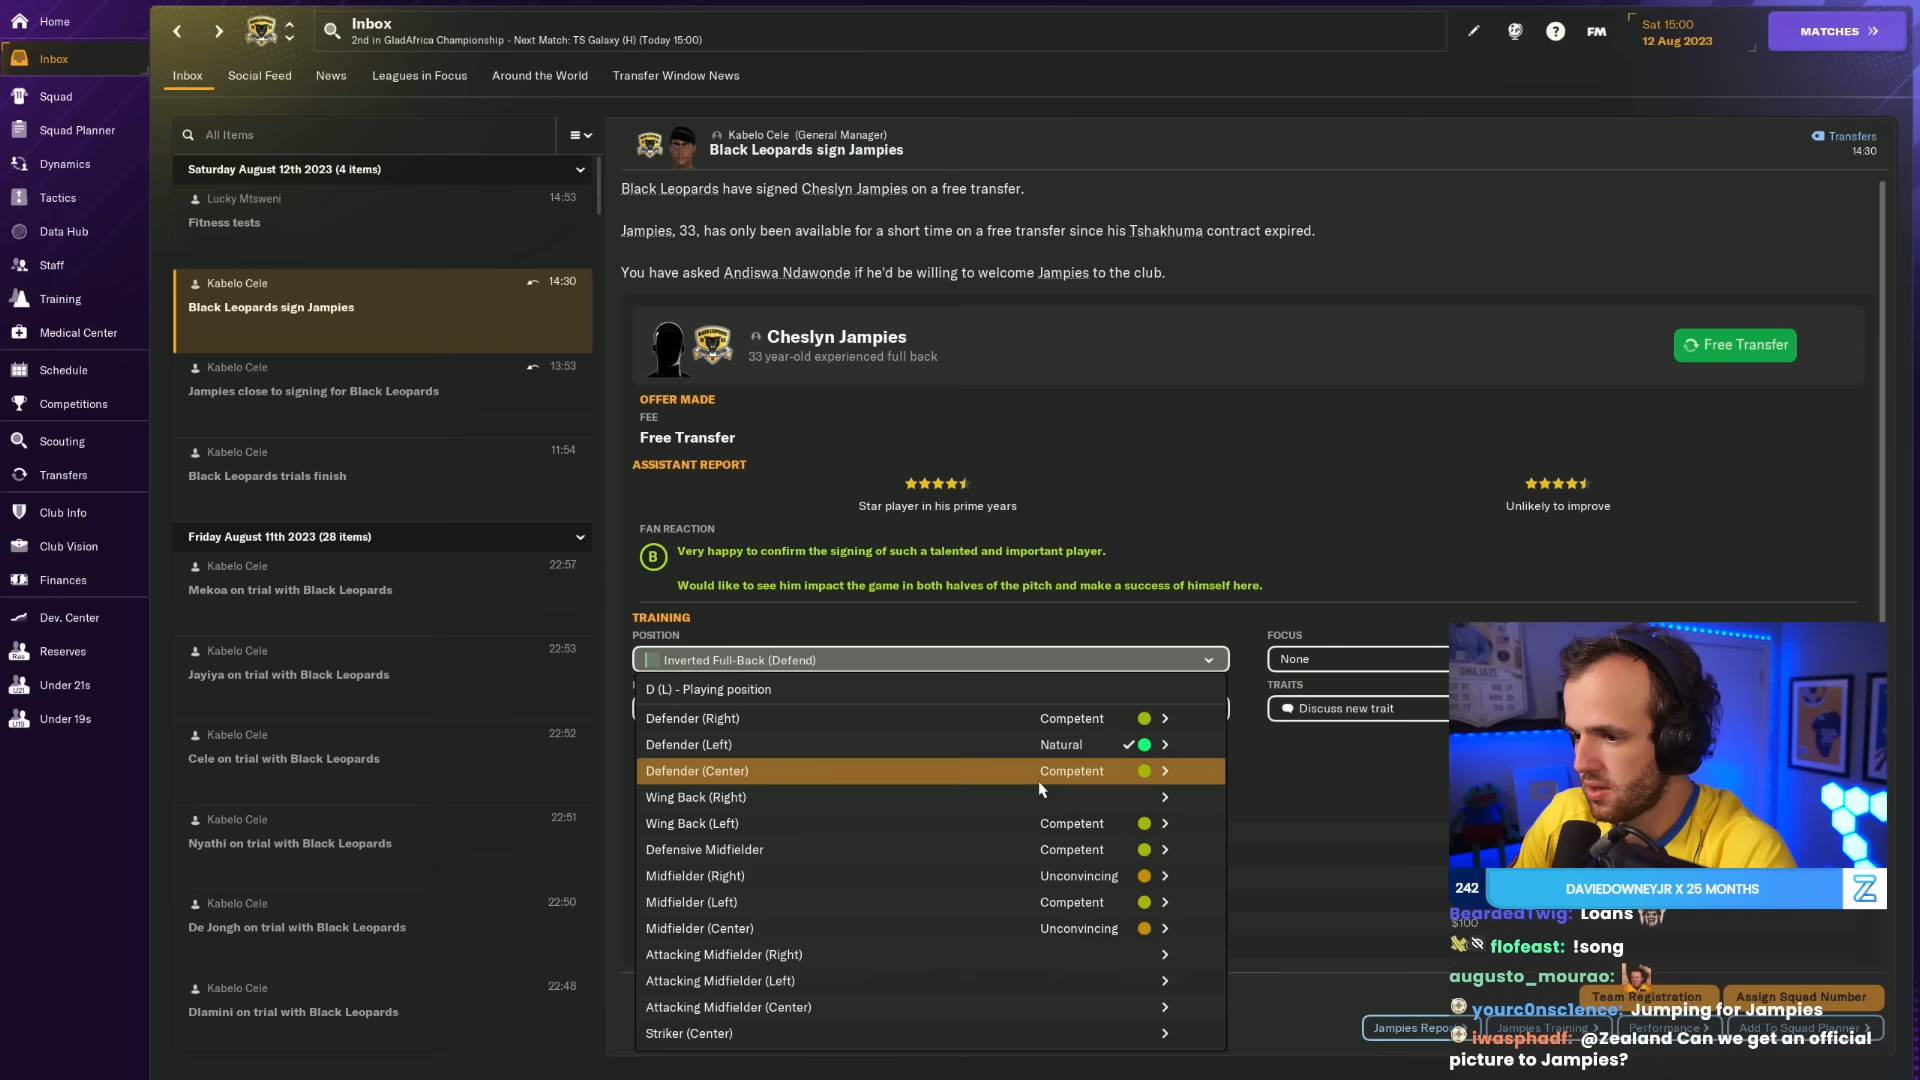 Home
Inbox
Squad
Squad Planner
Dynamics
Tactics
Data Hub
Staff
Training
Medical Center
Schedule
Competitions
Scouting
Transfers
Club Info
Club Vision
Finances
Dev. Center
Reserves
Under 21s
Under 19s
Inbox
2nd in GladAfrica Championship - Next Match: TS Galaxy (H) (Today 15:00)
FM
Sat 15:00
12 Aug 2023
MATCHES
Inbox
Social Feed
News
Leagues in Focus
Around the World
Transfer Window News
All Items
Saturday August 12th 2023 (4 items)
Lucky Mtsweni 14:53
Fitness tests
Kabelo Cele 14:30
Black Leopards sign Jampies
Kabelo Cele 13:53
Jampies close to signing for Black Leopards
Kabelo Cele 11:54
Black Leopards trials finish
Friday August 11th 2023 (28 items)
Kabelo Cele 22:57
Mekoa on trial with Black Leopards
Kabelo Cele 22:53
Jayiya on trial with Black Leopards
Kabelo Cele 22:52
Cele on trial with Black Leopards
Kabelo Cele 22:51
Nyathi on trial with Black Leopards
Kabelo Cele 22:50
De Jongh on trial with Black Leopards
Kabelo Cele 22:48
Dlamini on trial with Black Leopards
Kabelo Cele (General Manager)
Black Leopards sign Jampies
Transfers
14:30
Black Leopards have signed Cheslyn Jampies on a free transfer.
Jampies, 33, has only been available for a short time on a free transfer since his Tshakhuma contract expired.
You have asked Andiswa Ndawonde if he'd be willing to welcome Jampies to the club.
Cheslyn Jampies
33 year-old experienced full back
Free Transfer
OFFER MADE
FEE
Free Transfer
ASSISTANT REPORT
Star player in his prime years
Unlikely to improve
FAN REACTION
B
Very happy to confirm the signing of such a talented and important player.
Would like to see him impact the game in both halves of the pitch and make a success of himself here.
TRAINING
POSITION
Inverted Full-Back (Defend)
FOCUS
None
TRAITS
Discuss new trait
D (L) - Playing position
Defender (Right) Competent
Defender (Left) Natural
Defender (Center) Competent
Wing Back (Right)
Wing Back (Left) Competent
Defensive Midfielder Competent
Midfielder (Right) Unconvincing
Midfielder (Left) Competent
Midfielder (Center) Unconvincing
Attacking Midfielder (Right)
Attacking Midfielder (Left)
Attacking Midfielder (Center)
Striker (Center)
242
DAVIEDOWNEYJR X 25 MONTHS
Z
$100
BeardedTwig: Loans
flofeast: !song
augusto_mourao:
Team Registration
Assign Squad Number
yourc0nsc1ence: Jumping for Jampies
Jampies Report
Jampies Training
Performance
Add To Squad Planner
iwasphadf: @Zealand Can we get an official
picture to Jampies?